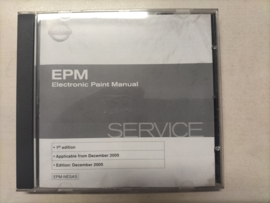 EPM
Electronic Paint Manual
SERVICE
• 1st edition
• Applicable from December 2005
• Edition: December 2005